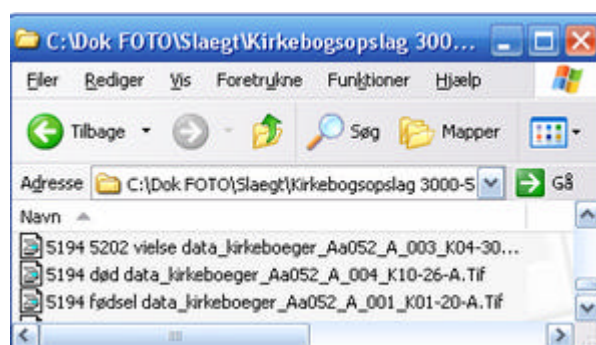 C:\Dok FOTO\Slaegt\Kirkebogsopslag 300...
Filer Rediger Vis Foretrukne Funktioner Hjælp
Tilbage Søg Mapper
Adresse C:\Dok FOTO\Slaegt\Kirkebogsopslag 3000-5 Gå
Navn
5194 5202 vielse data_kirkeboeger_Aa052_A_003_K04-30...
5194 død data_kirkeboeger_Aa052_A_004_K10-26-A.Tif
5194 fødsel data_kirkeboeger_Aa052_A_001_K01-20-A.Tif